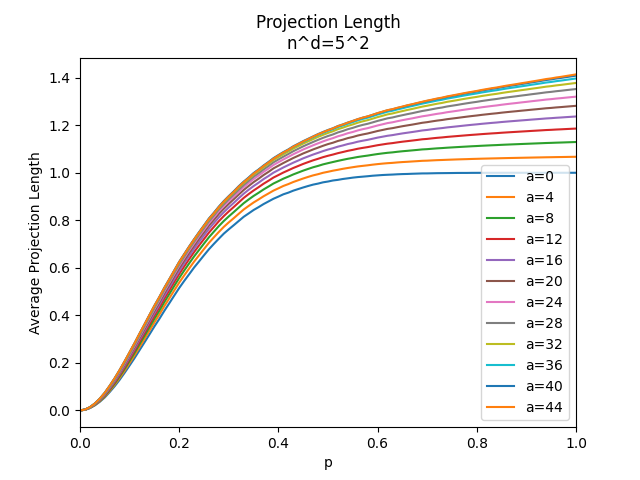 Projection Length
n^d=5^2
Average Projection Length
1.4
1.2
1.0
0.8
0.6
0.4
0.2
0.0
0.0
0.2
0.4
0.6
0.8
1.0
p
a=0
a=4
a=8
a=12
a=16
a=20
a=24
a=28
a=32
a=36
a=40
a=44